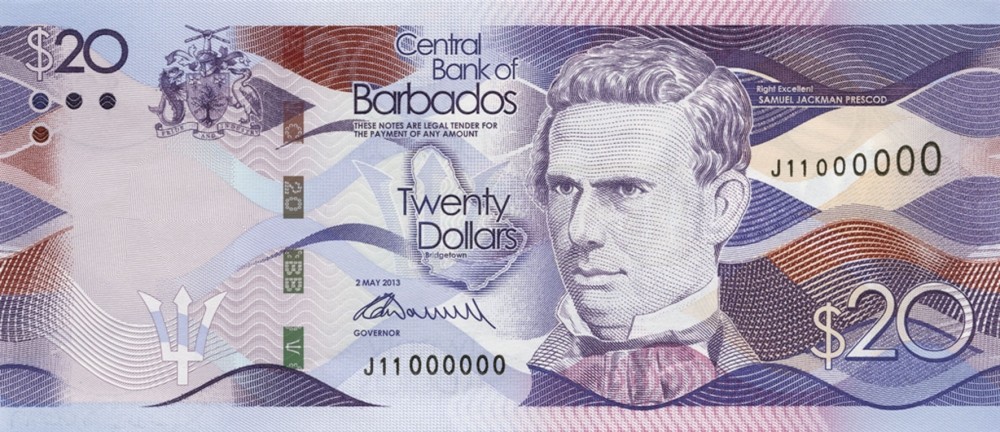 $20
Central
Bank of
Barbados
THESE NOTES ARE LEGAL TENDER FOR
THE PAYMENT OF ANY AMOUNT
Right Excellent
SAMUEL JACKMAN PRESCOD
J11000000
PRIDE AND INDUSTRY
20
Twenty
Dollars
Bridgetown
2 MAY 2013
GOVERNOR
J11000000
$20